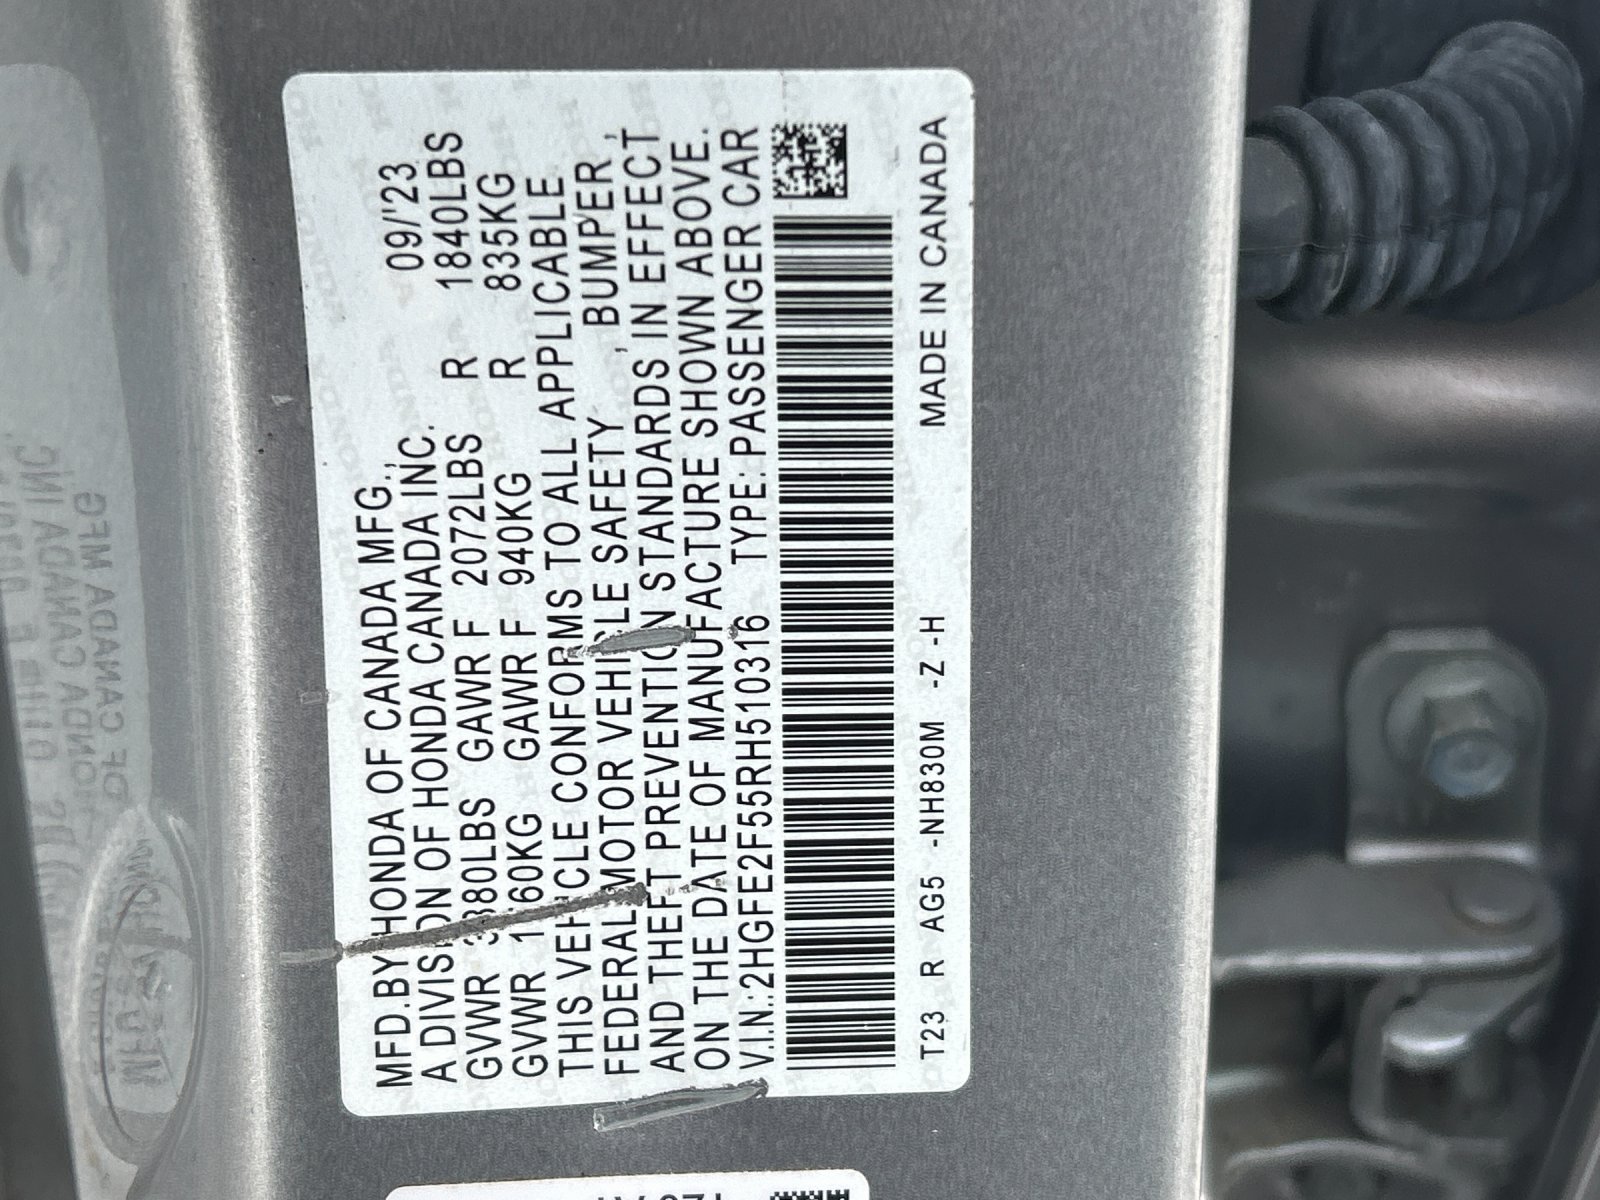 MFD.BY HONDA OF CANADA MFG., 09/'23
A DIVISION OF HONDA CANADA INC.
GVWR 3880LBS GAWR F 2072LBS R 1840LBS
GVWR 1760KG GAWR F 940KG R 835KG
THIS VEHICLE CONFORMS TO ALL APPLICABLE
FEDERAL MOTOR VEHICLE SAFETY , BUMPER ,
AND THEFT PREVENTION STANDARDS IN EFFECT
ON THE DATE OF MANUFACTURE SHOWN ABOVE.
V.I.N.:2HGFE2F55RH510316 TYPE:PASSENGER CAR
T23 R AG5 -NH830M -Z -H MADE IN CANADA